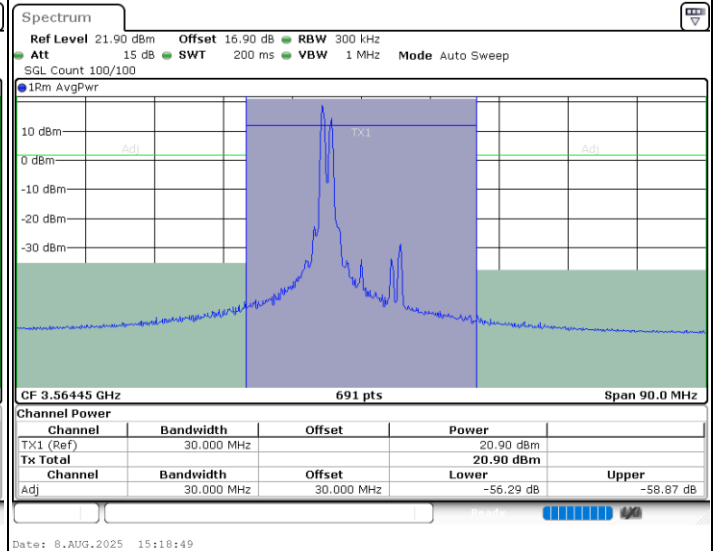 Spectrum
Ref Level 21.90 dBm Offset 16.90 dB RBW 300 kHz
Att 15 dB SWT 200 ms VBW 1 MHz Mode Auto Sweep
SGL Count 100/100
1Rm AvgPwr
10 dBm
TX1
Adj
Adj
0 dBm
-10 dBm
-20 dBm
-30 dBm
CF 3.56445 GHz 691 pts Span 90.0 MHz
Channel Power
Channel Bandwidth Offset Power
TX1 (Ref) 30.000 MHz 20.90 dBm
Tx Total 20.90 dBm
Channel Bandwidth Offset Lower Upper
Adj 30.000 MHz 30.000 MHz -56.29 dB -58.87 dB
Ready
Date: 8.AUG.2025 15:18:49